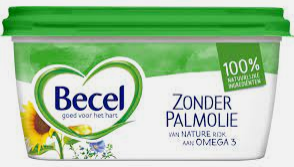 Becel
goed voor het hart
100%
NATUURLIJKE
INGREDIËNTEN
ZONDER
PALMOLIE
VAN NATURE RIJK
AAN OMEGA 3